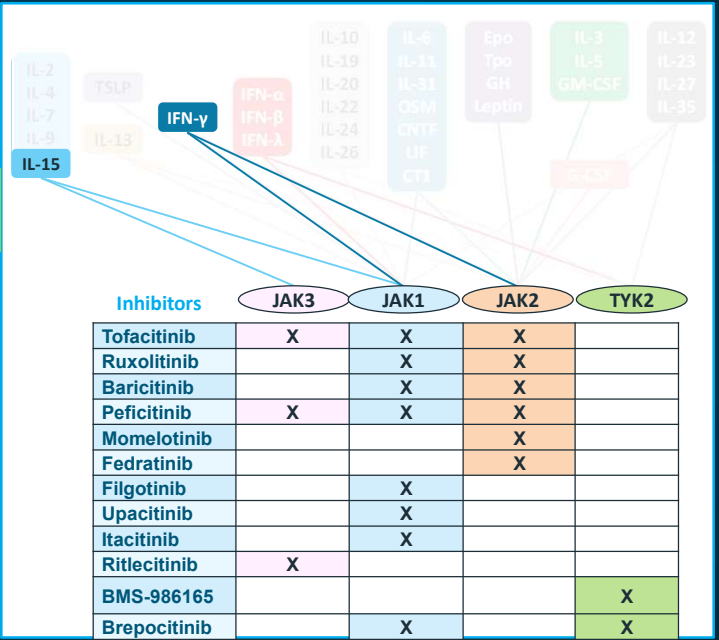 IL-10
IL-19
IL-20
IL-22
IL-24
IL-26
IL-6
IL-11
IL-31
OSM
CNTF
LIF
CT1
Epo
Tpo
GH
Leptin
IL-3
IL-5
GM-CSF
IL-12
IL-23
IL-27
IL-35
IL-2
IL-4
IL-7
IL-9
IL-15
TSLP
IL-13
IFN-γ
IFN-α
IFN-β
IFN-λ
G-CSF
Inhibitors JAK3 JAK1 JAK2 TYK2
Tofacitinib X X X
Ruxolitinib X X
Baricitinib X X
Peficitinib X X X
Momelotinib X
Fedratinib X
Filgotinib X
Upacitinib X
Itacitinib X
Ritlecitinib X
BMS-986165 X
Brepocitinib X X